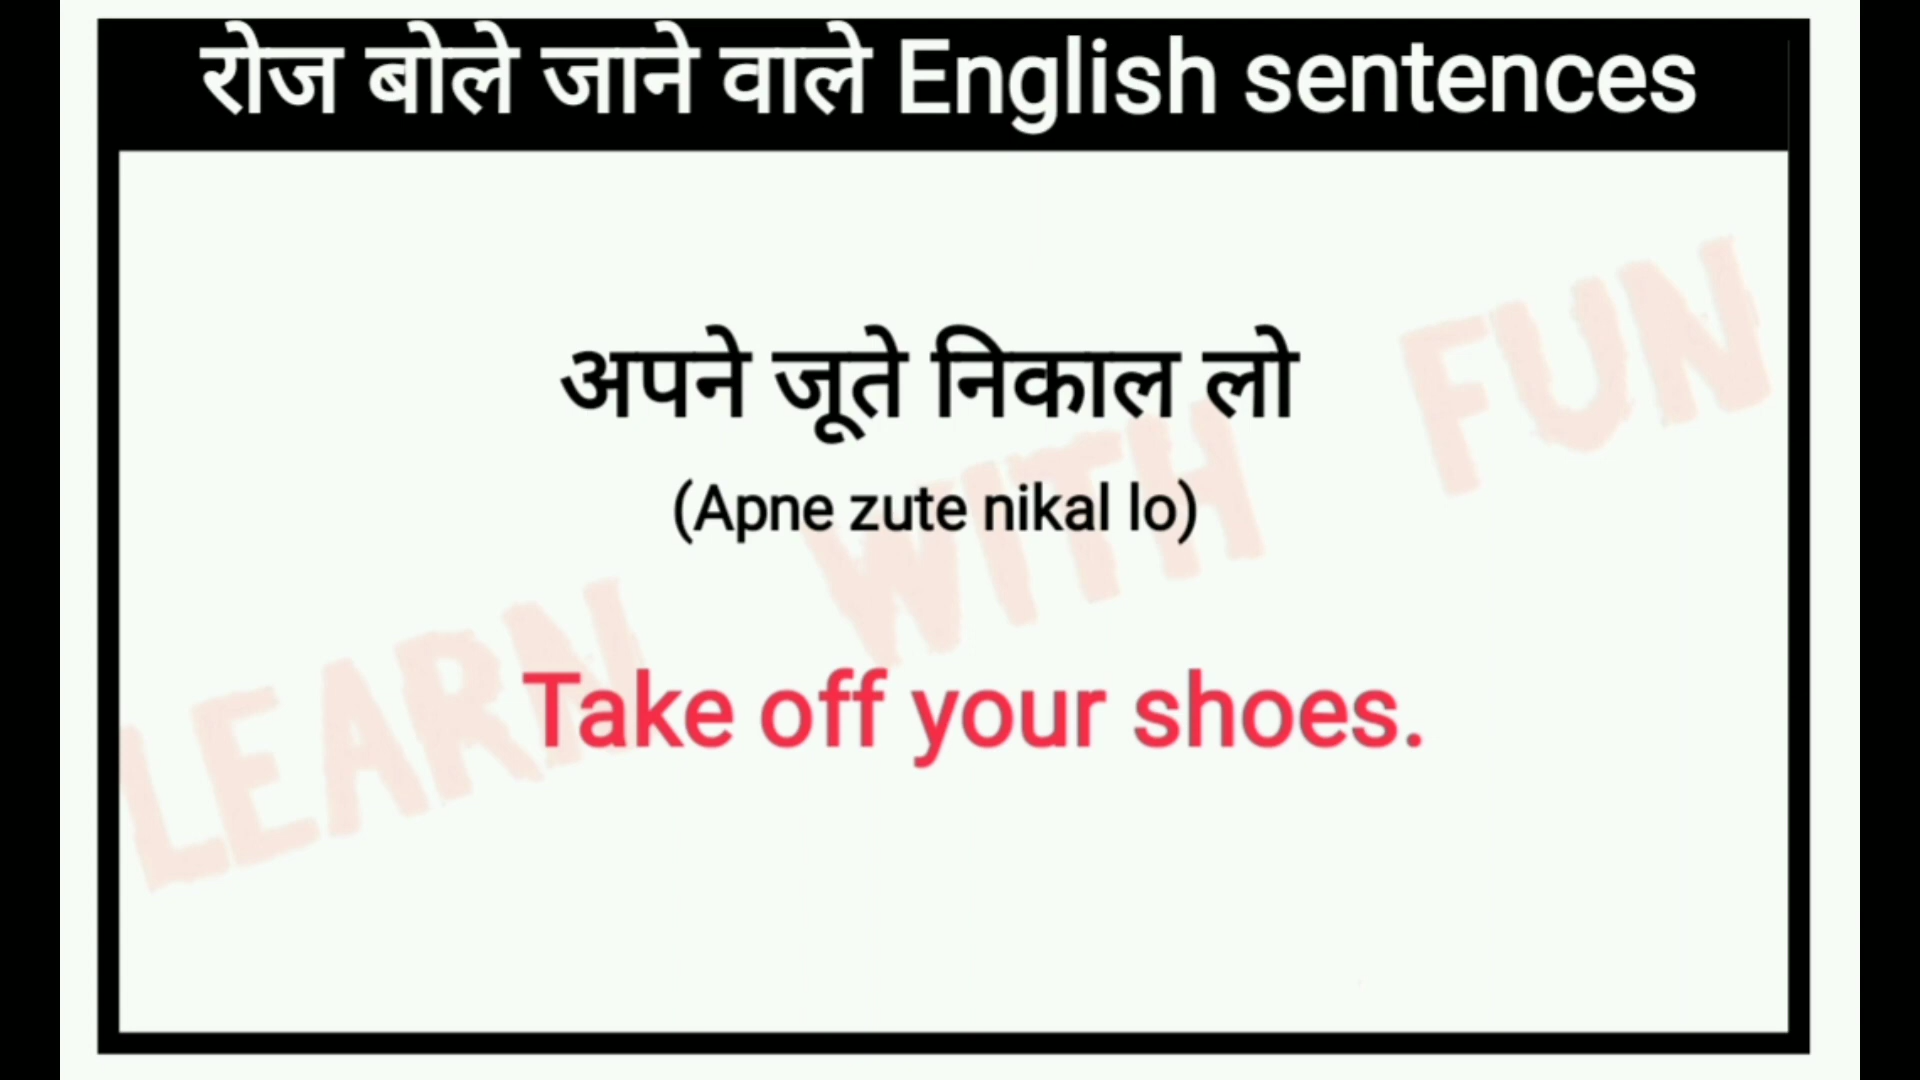 रोज बोले जाने वाले English sentences
अपने जूते निकाल लो
(Apne zute nikal lo)
Take off your shoes.
LEARN WITH FUN